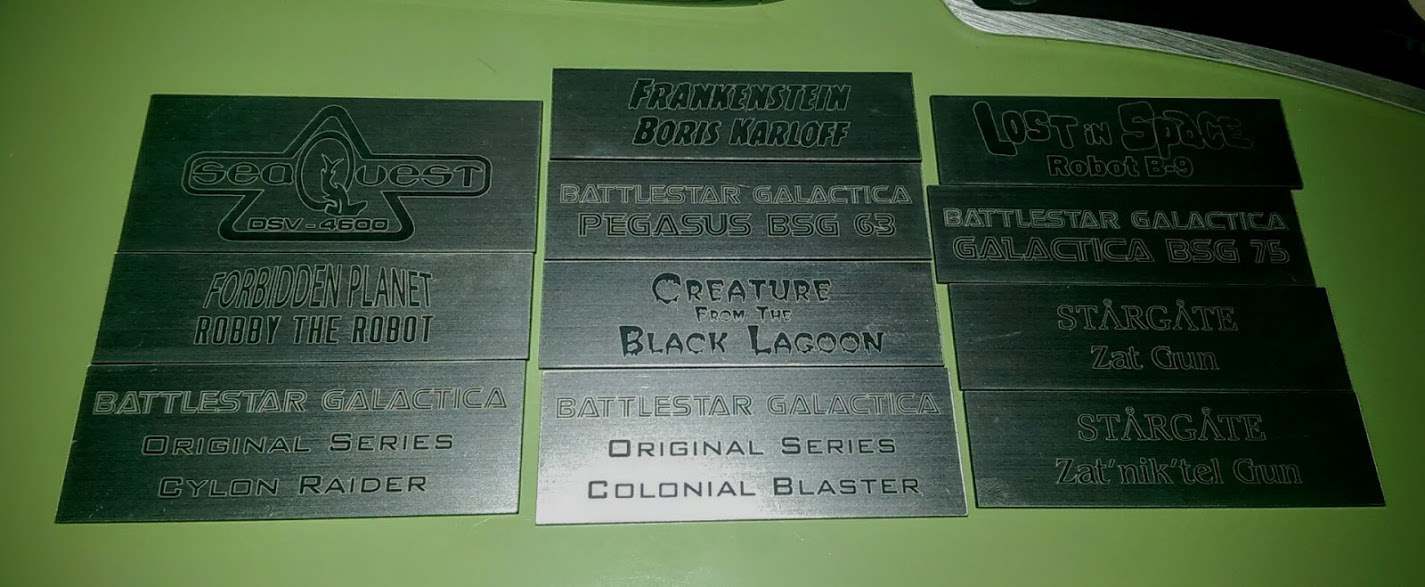 seaQuest
DSV-4600
FORBIDDEN PLANET
ROBBY THE ROBOT
BATTLESTAR GALACTICA
ORIGINAL SERIES
CYLON RAIDER
FRANKENSTEIN
BORIS KARLOFF
BATTLESTAR GALACTICA
PEGASUS BSG 63
CREATURE
FROM THE
BLACK LAGOON
BATTLESTAR GALACTICA
ORIGINAL SERIES
COLONIAL BLASTER
LOST iN SPACE
Robot B-9
BATTLESTAR GALACTICA
GALACTICA BSG 75
STARGATE
Zat Gun
STARGATE
Zat'nik'tel Gun